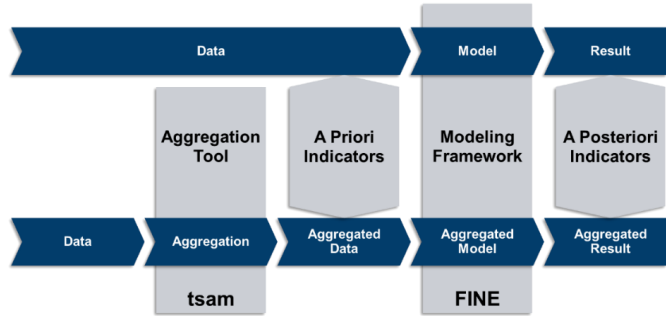 Data
Model
Result
Aggregation
Tool
A Priori
Indicators
Modeling
Framework
A Posteriori
Indicators
Data
Aggregation
Aggregated
Data
Aggregated
Model
Aggregated
Result
tsam
FINE